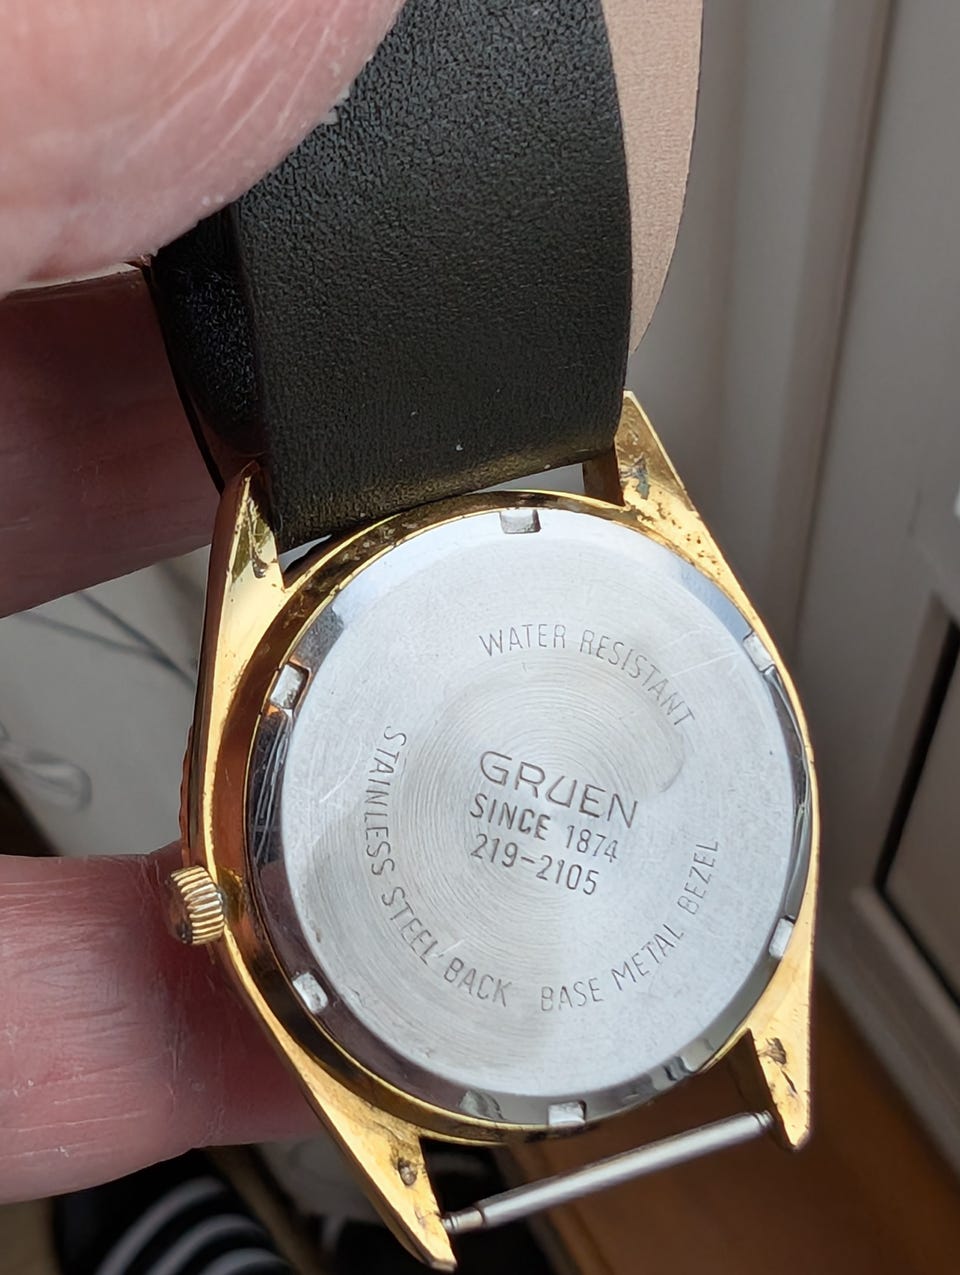 WATER RESISTANT
GRUEN
SINCE 1874
219-2105
STAINLESS STEEL BACK
BASE METAL BEZEL